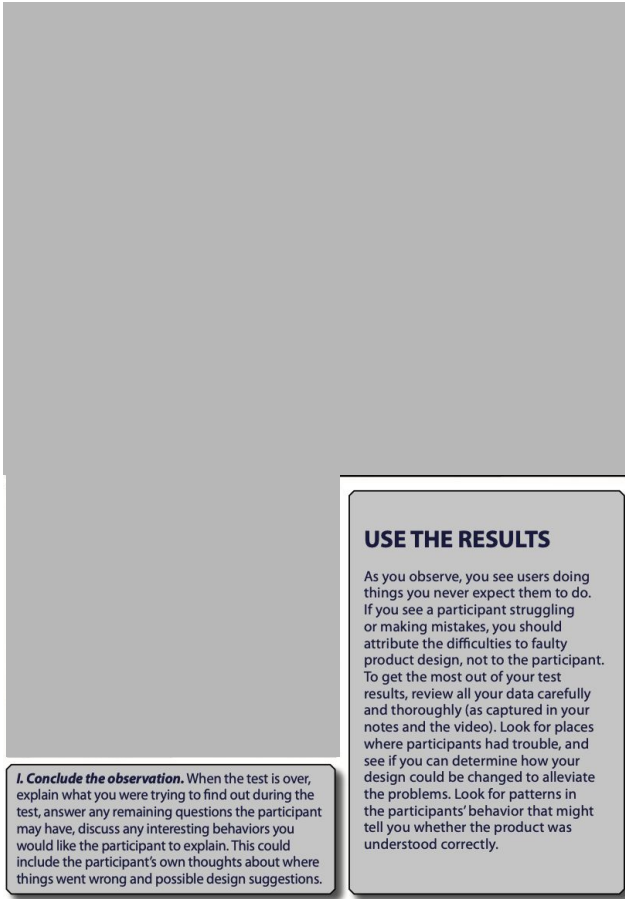 I. Conclude the observation. When the test is over,
explain what you were trying to find out during the
test, answer any remaining questions the participant
may have, discuss any interesting behaviors you
would like the participant to explain. This could
include the participant's own thoughts about where
things went wrong and possible design suggestions.
USE THE RESULTS
As you observe, you see users doing
things you never expect them to do.
If you see a participant struggling
or making mistakes, you should
attribute the difficulties to faulty
product design, not to the participant.
To get the most out of your test
results, review all your data carefully
and thoroughly (as captured in your
notes and the video). Look for places
where participants had trouble, and
see if you can determine how your
design could be changed to alleviate
the problems. Look for patterns in
the participants' behavior that might
tell you whether the product was
understood correctly.